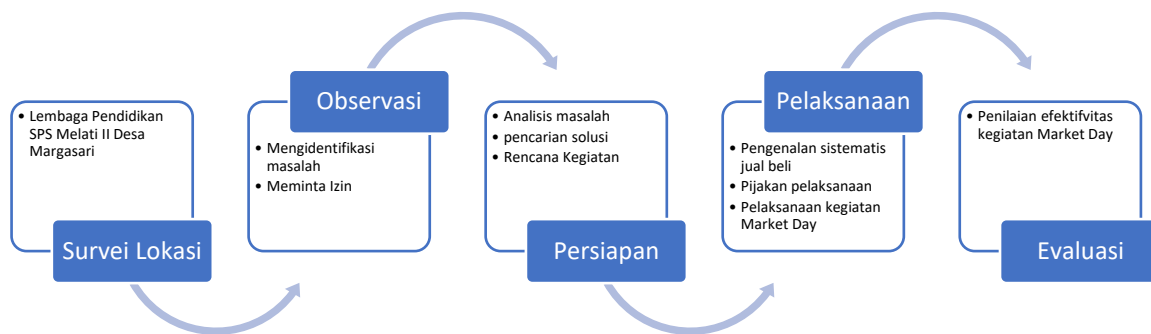 • Lembaga Pendidikan
SPS Melati II Desa
Margasari
Survei Lokasi
Observasi
• Mengidentifikasi
masalah
• Meminta Izin
• Analisis masalah
• pencarian solusi
• Rencana Kegiatan
Persiapan
Pelaksanaan
• Pengenalan sistematis
jual beli
• Pijakan pelaksanaan
• Pelaksanaan kegiatan
Market Day
• Penilaian efektifvitas
kegiatan Market Day
Evaluasi